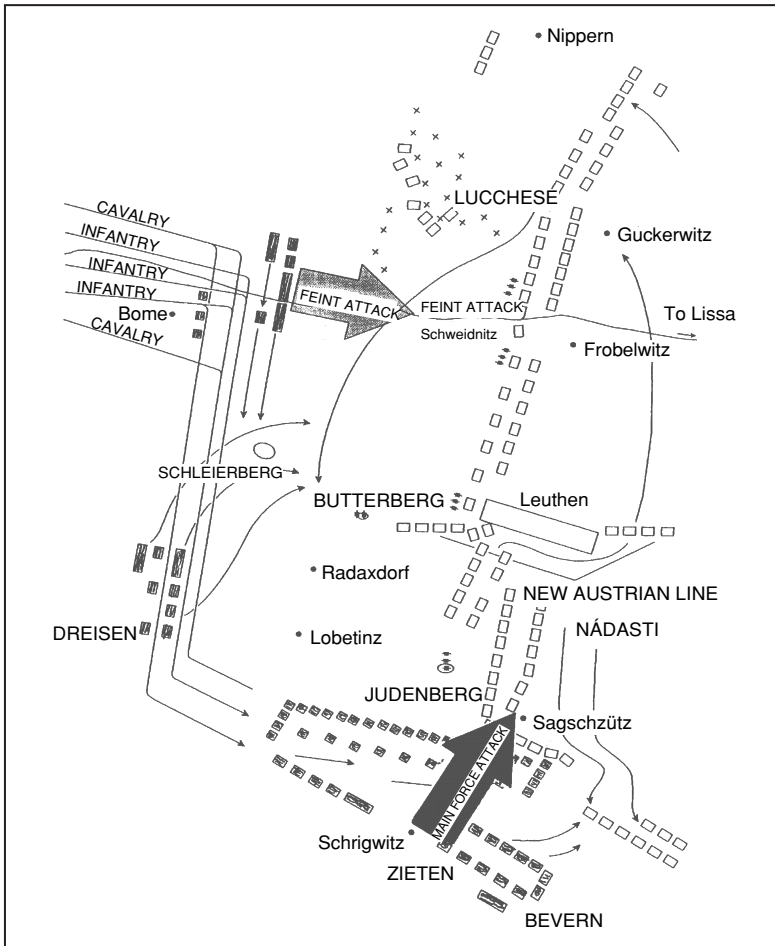 Nippern
LUCCHESE
CAVALRY
INFANTRY
Guckerwitz
INFANTRY
INFANTRY
FEINT ATTACK
FEINT ATTACK
To Lissa
Bome
CAVALRY
Schweidnitz
Frobelwitz
SCHLEIERBERG
BUTTERBERG
Leuthen
Radaxdorf
NEW AUSTRIAN LINE
DREISEN
Lobetinz
NÁDASTI
JUDENBERG
Sagschzütz
MAIN FORCE ATTACK
Schrigwitz
ZIETEN
BEVERN